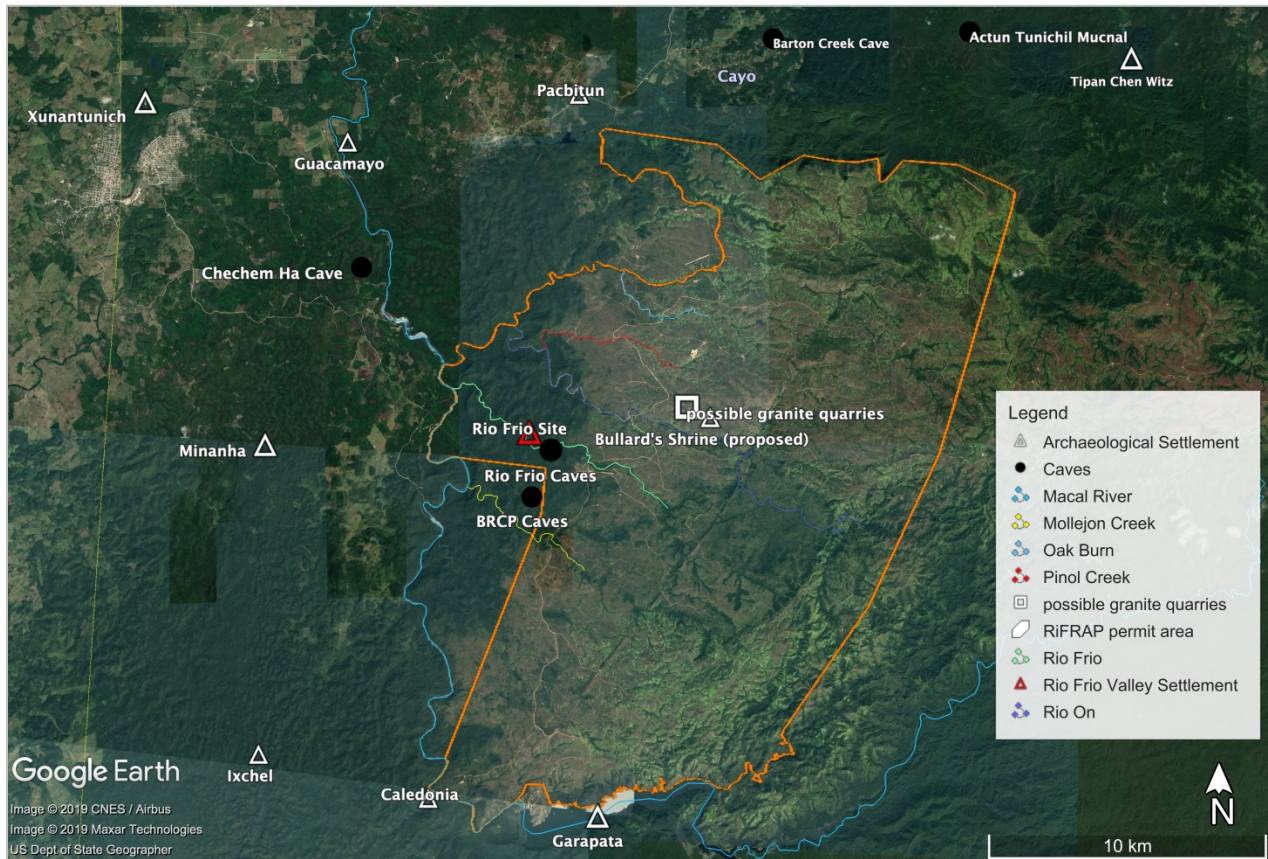 Barton Creek Cave
Actun Tunichil Mucnal
Cayo
Tipan Chen Witz
Pacbitun
Xunantunich
Guacamayo
Chechem Ha Cave
possible granite quarries
Rio Frio Site
Bullard's Shrine (proposed)
Minanha
Rio Frio Caves
BRCP Caves
Ixchel
Caledonia
Garapata
Legend
Archaeological Settlement
Caves
Macal River
Mollejon Creek
Oak Burn
Pinol Creek
possible granite quarries
RiFRAP permit area
Rio Frio
Rio Frio Valley Settlement
Rio On
Google Earth
Image © 2019 CNES / Airbus
Image © 2019 Maxar Technologies
US Dept of State Geographer
N
10 km